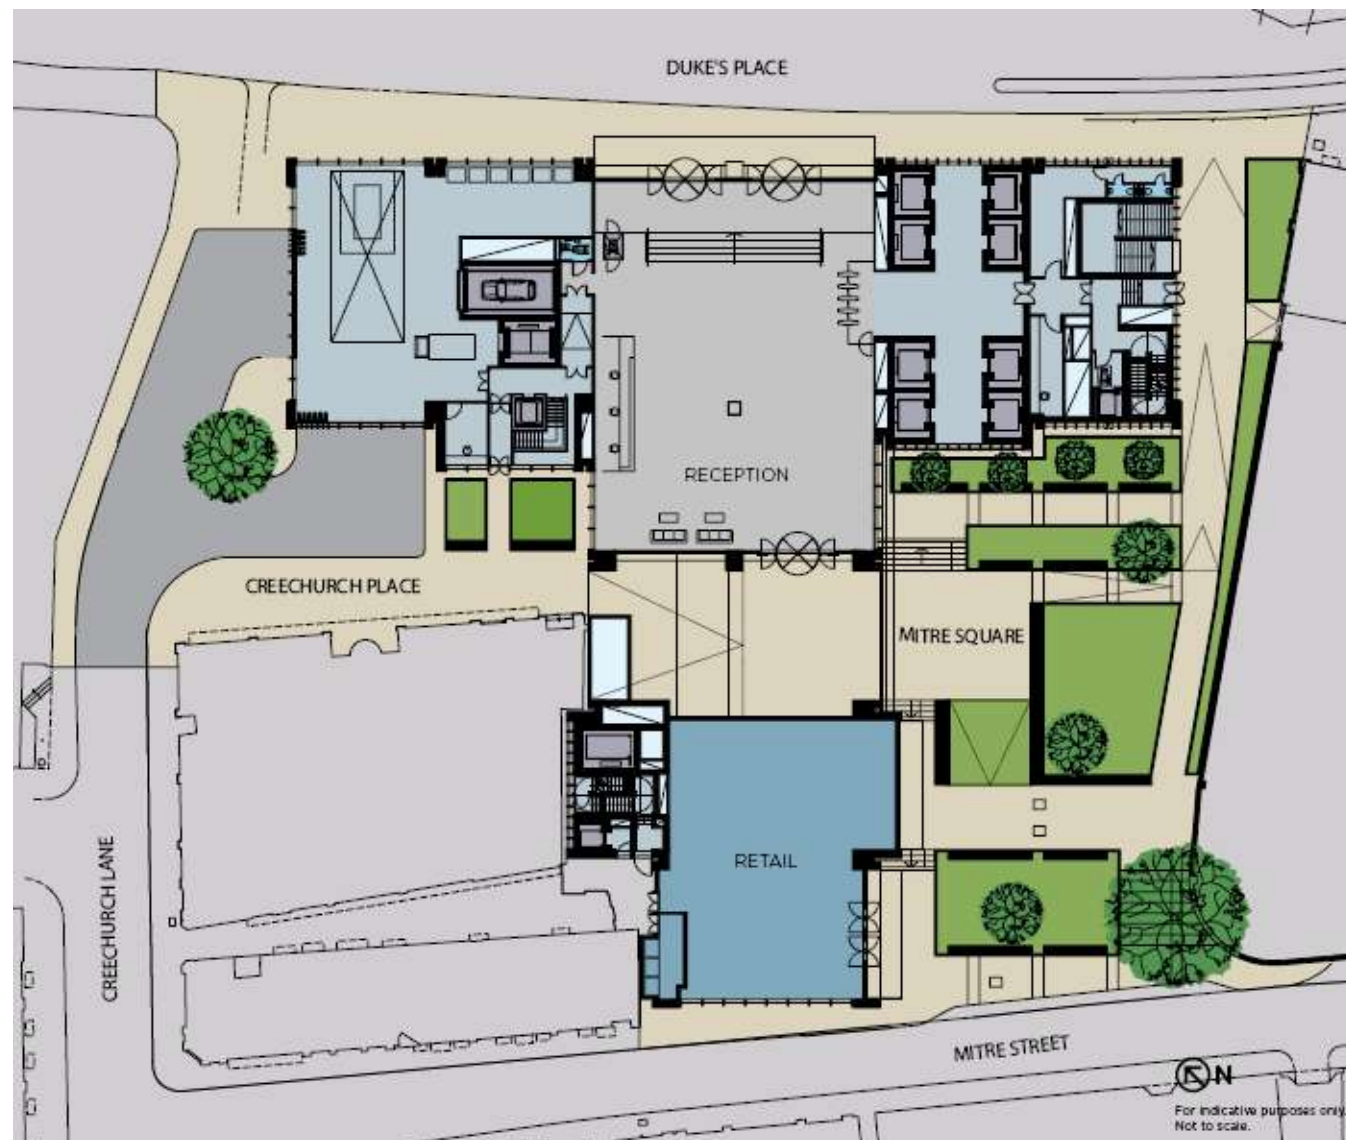 DUKE'S PLACE
RECEPTION
CREECHURCH PLACE
MITRE SQUARE
RETAIL
CREECHURCH LANE
MITRE STREET
N
For indicative purposes only.
Not to scale.